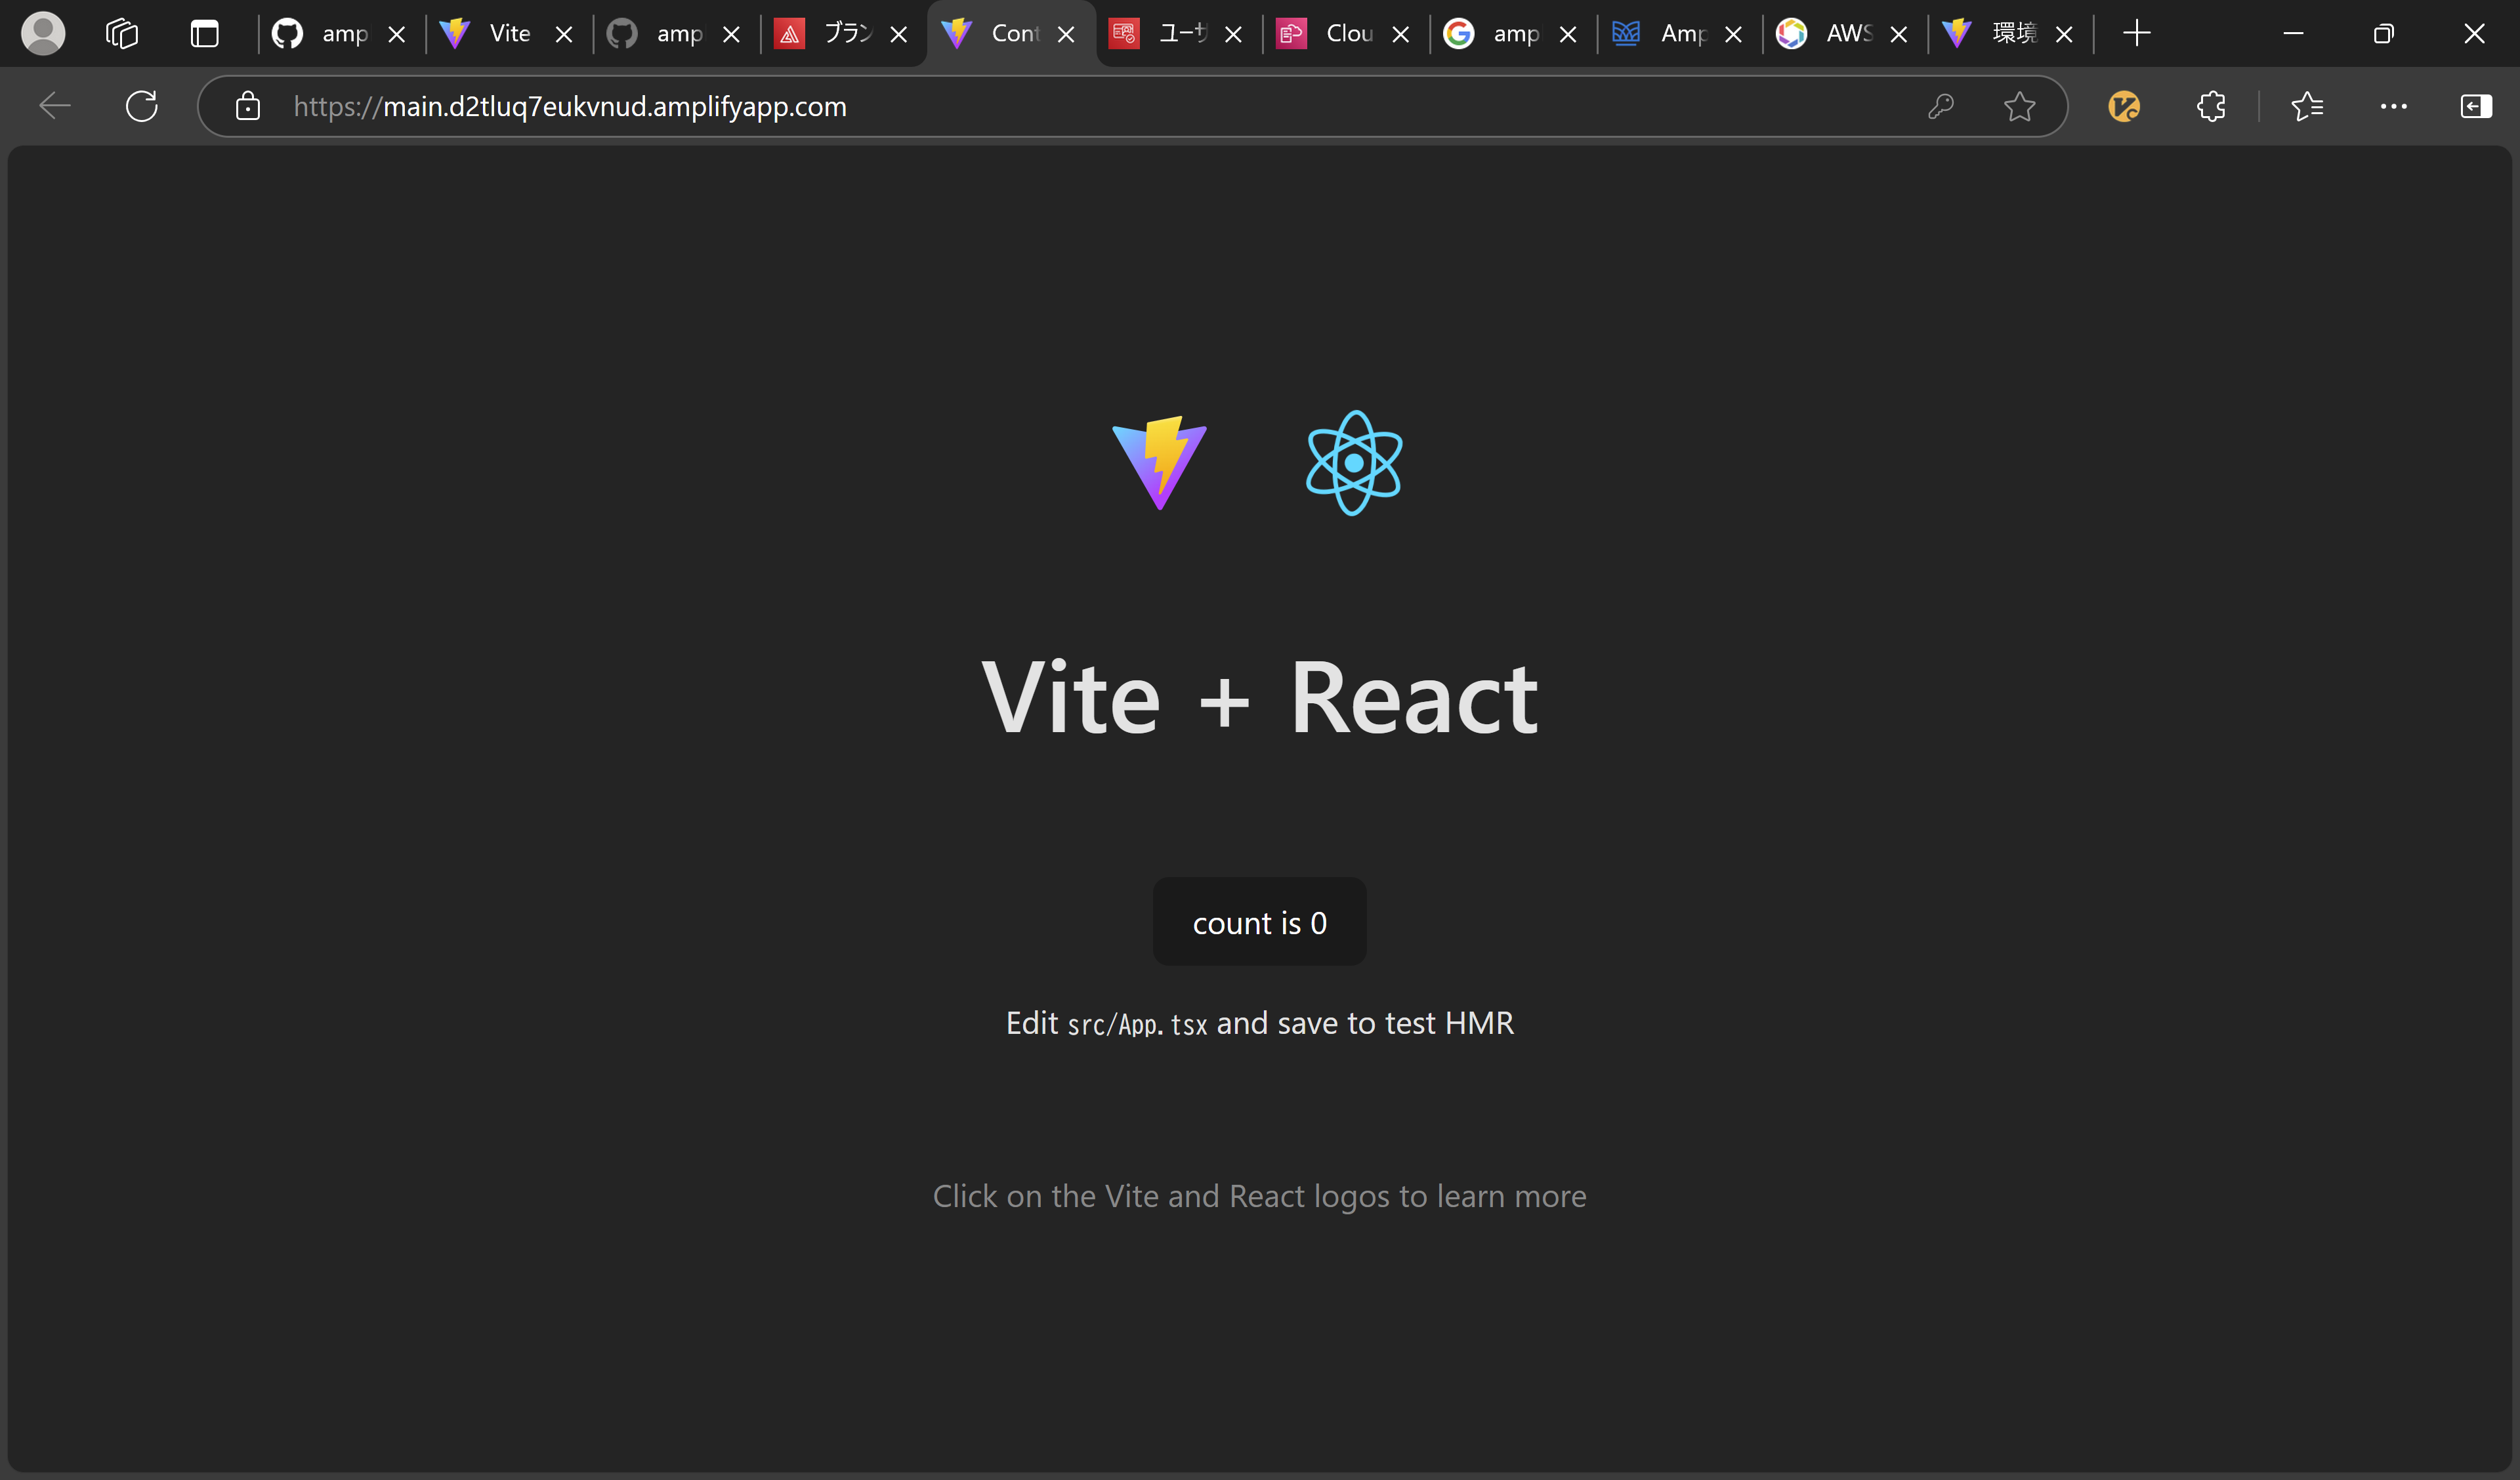 amp Vite amp ブラン Cont ユーザ Clou amp Amp AWS 環境
https://main.d2tluq7eukvnud.amplifyapp.com
Vite + React
count is 0
Edit src/App.tsx and save to test HMR
Click on the Vite and React logos to learn more